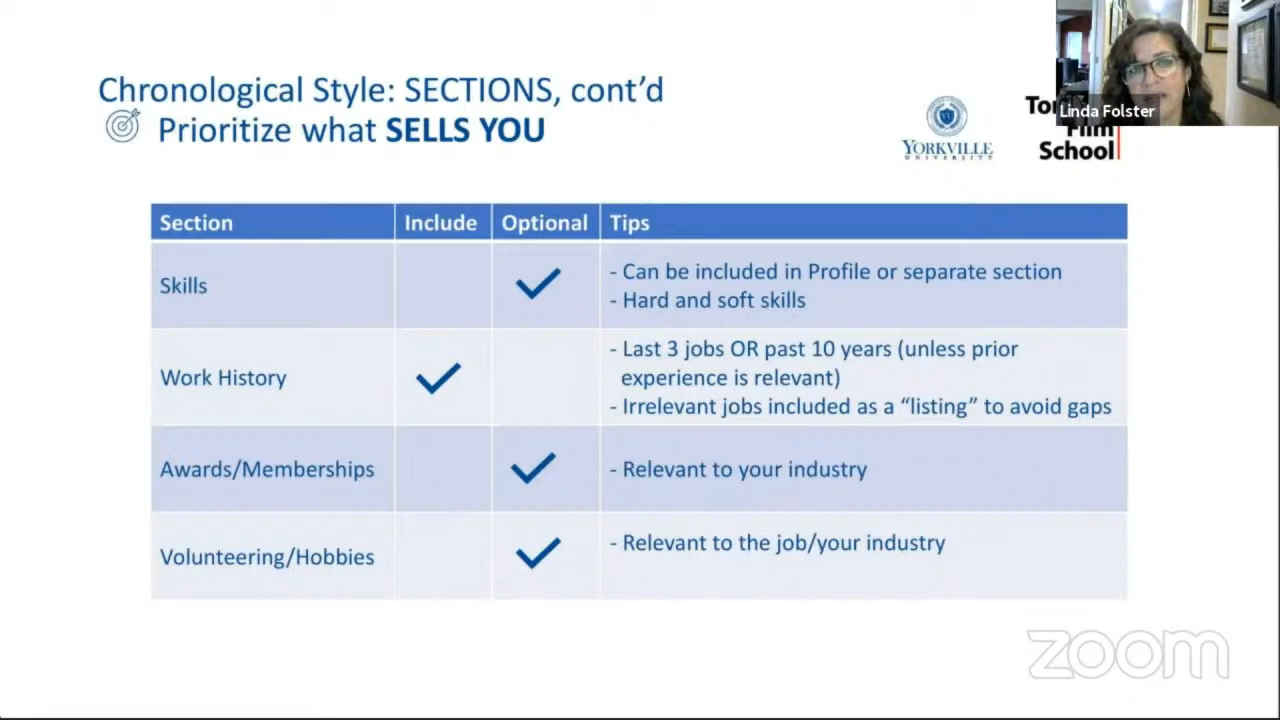 Chronological Style: SECTIONS, cont’d
Prioritize what SELLS YOU
YORKVILLE
UNIVERSITY
Film
School
Linda Folster
Section Include Optional Tips
Skills
- Can be included in Profile or separate section
- Hard and soft skills
Work History
- Last 3 jobs OR past 10 years (unless prior
experience is relevant)
- Irrelevant jobs included as a “listing” to avoid gaps
Awards/Memberships
- Relevant to your industry
Volunteering/Hobbies
- Relevant to the job/your industry
zoom